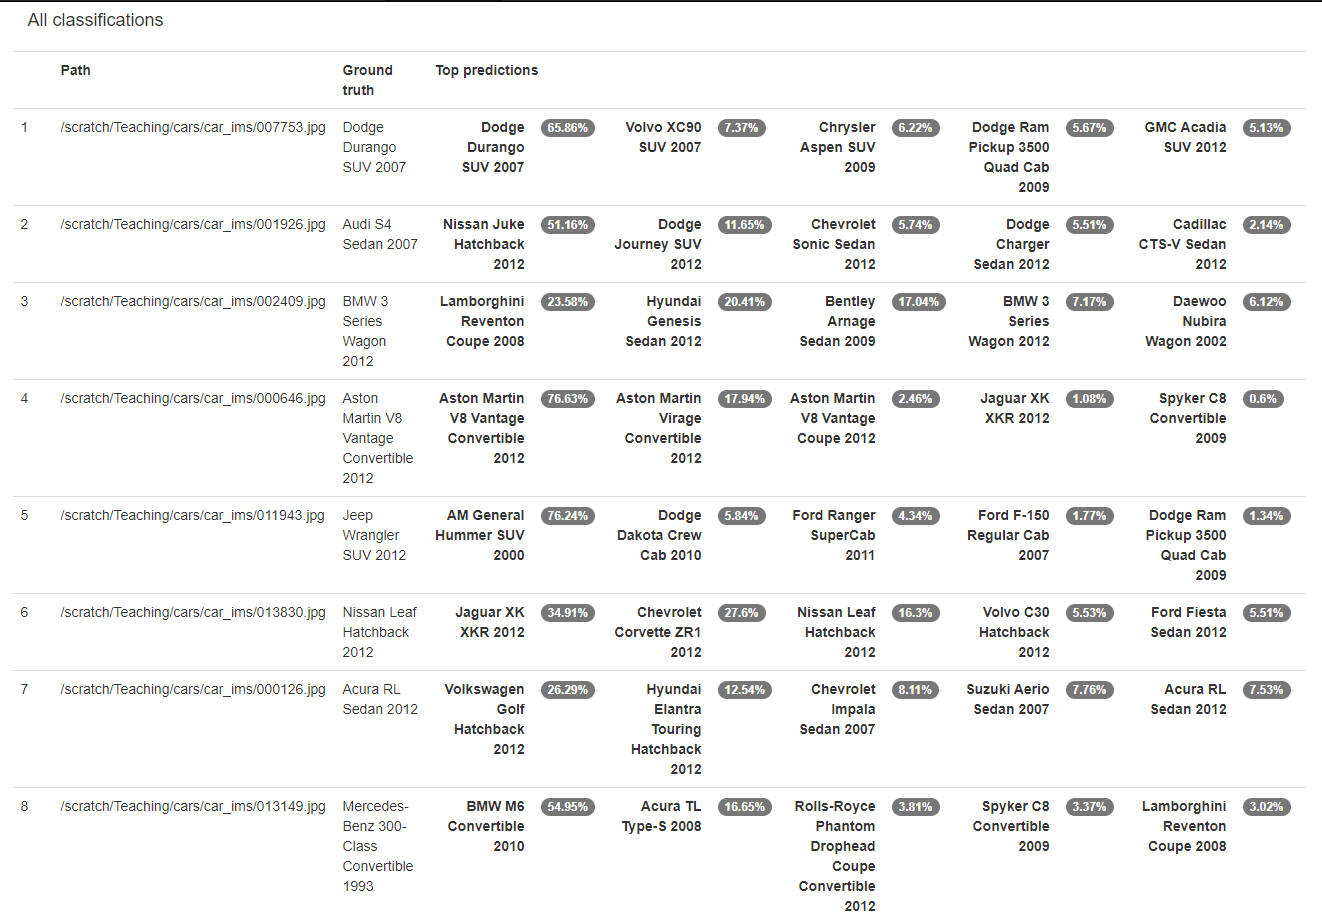 All classifications
Path Ground Top predictions
truth
1 /scratch/Teaching/cars/car_ims/007753.jpg Dodge Dodge 65.86% Volvo XC90 7.37% Chrysler 6.22% Dodge Ram 5.67% GMC Acadia 5.13%
Durango Durango SUV 2007 Aspen SUV Pickup 3500 SUV 2012
SUV 2007 SUV 2007 2009 Quad Cab
2009
2 /scratch/Teaching/cars/car_ims/001926.jpg Audi S4 Nissan Juke 51.16% Dodge 11.65% Chevrolet 5.74% Dodge 5.51% Cadillac 2.14%
Sedan 2007 Hatchback Journey SUV Sonic Sedan Charger CTS-V Sedan
2012 2012 2012 Sedan 2012 2012
3 /scratch/Teaching/cars/car_ims/002409.jpg BMW 3 Lamborghini 23.58% Hyundai 20.41% Bentley 17.04% BMW 3 7.17% Daewoo 6.12%
Series Reventon Genesis Arnage Series Nubira
Wagon Coupe 2008 Sedan 2012 Sedan 2009 Wagon 2012 Wagon 2002
2012
4 /scratch/Teaching/cars/car_ims/000646.jpg Aston Aston Martin 76.63% Aston Martin 17.94% Aston Martin 2.46% Jaguar XK 1.08% Spyker C8 0.6%
Martin V8 V8 Vantage Virage V8 Vantage XKR 2012 Convertible
Vantage Convertible Convertible Coupe 2012 2009
Convertible 2012 2012
2012
5 /scratch/Teaching/cars/car_ims/011943.jpg Jeep AM General 76.24% Dodge 5.84% Ford Ranger 4.34% Ford F-150 1.77% Dodge Ram 1.34%
Wrangler Hummer SUV Dakota Crew SuperCab Regular Cab Pickup 3500
SUV 2012 2000 Cab 2010 2011 2007 Quad Cab
2009
6 /scratch/Teaching/cars/car_ims/013830.jpg Nissan Leaf Jaguar XK 34.91% Chevrolet 27.6% Nissan Leaf 16.3% Volvo C30 5.53% Ford Fiesta 5.51%
Hatchback XKR 2012 Corvette ZR1 Hatchback Hatchback Sedan 2012
2012 2012 2012 2012
7 /scratch/Teaching/cars/car_ims/000126.jpg Acura RL Volkswagen 26.29% Hyundai 12.54% Chevrolet 8.11% Suzuki Aerio 7.76% Acura RL 7.53%
Sedan 2012 Golf Elantra Impala Sedan 2007 Sedan 2012
Hatchback Touring Sedan 2007
2012 Hatchback
2012
8 /scratch/Teaching/cars/car_ims/013149.jpg Mercedes- BMW M6 54.95% Acura TL 16.65% Rolls-Royce 3.81% Spyker C8 3.37% Lamborghini 3.02%
Benz 300- Convertible Type-S 2008 Phantom Convertible Reventon
Class 2010 Drophead 2009 Coupe 2008
Convertible Coupe
1993 Convertible
2012